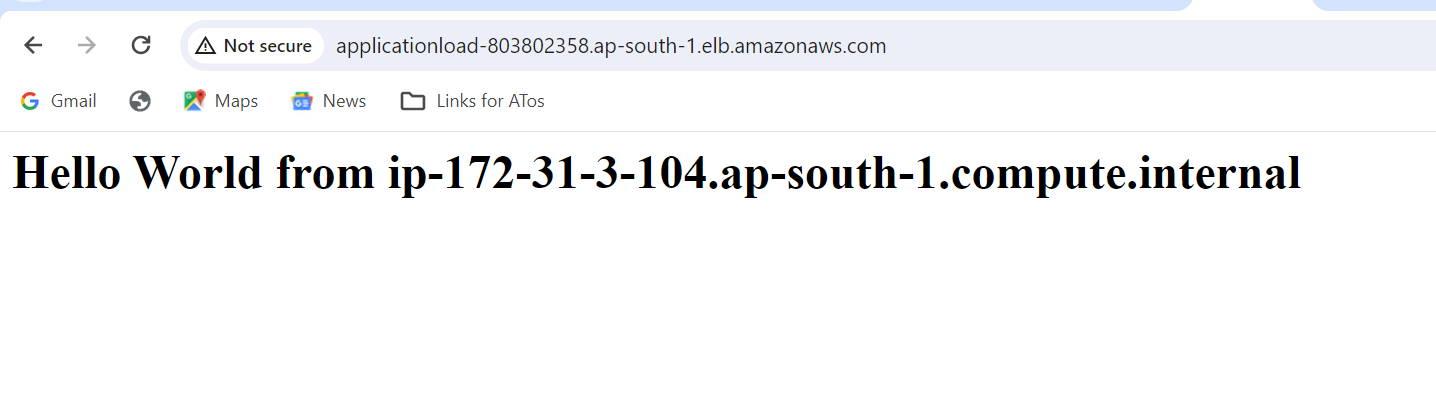 Not secure applicationload-803802358.ap-south-1.elb.amazonaws.com
Gmail Maps News Links for ATos
Hello World from ip-172-31-3-104.ap-south-1.compute.internal